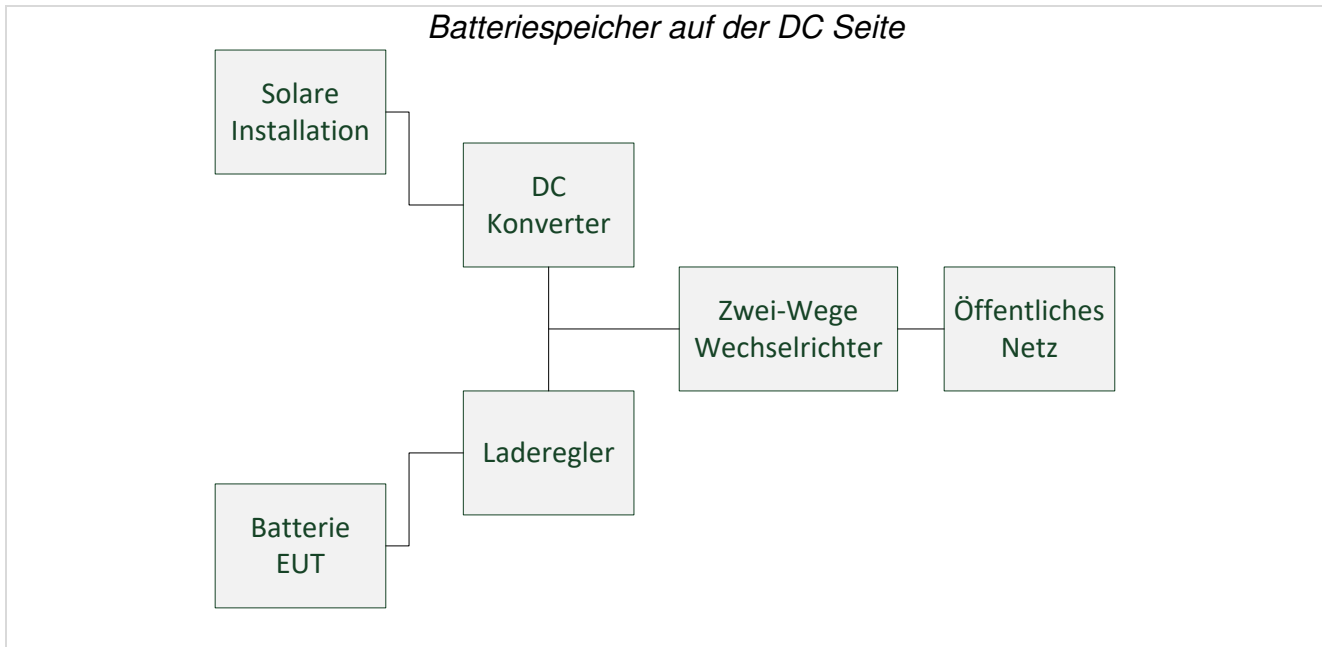 Batteriespeicher auf der DC Seite
Solare
Installation
DC
Konverter
Zwei-Wege
Wechselrichter
Öffentliches
Netz
Laderegler
Batterie
EUT